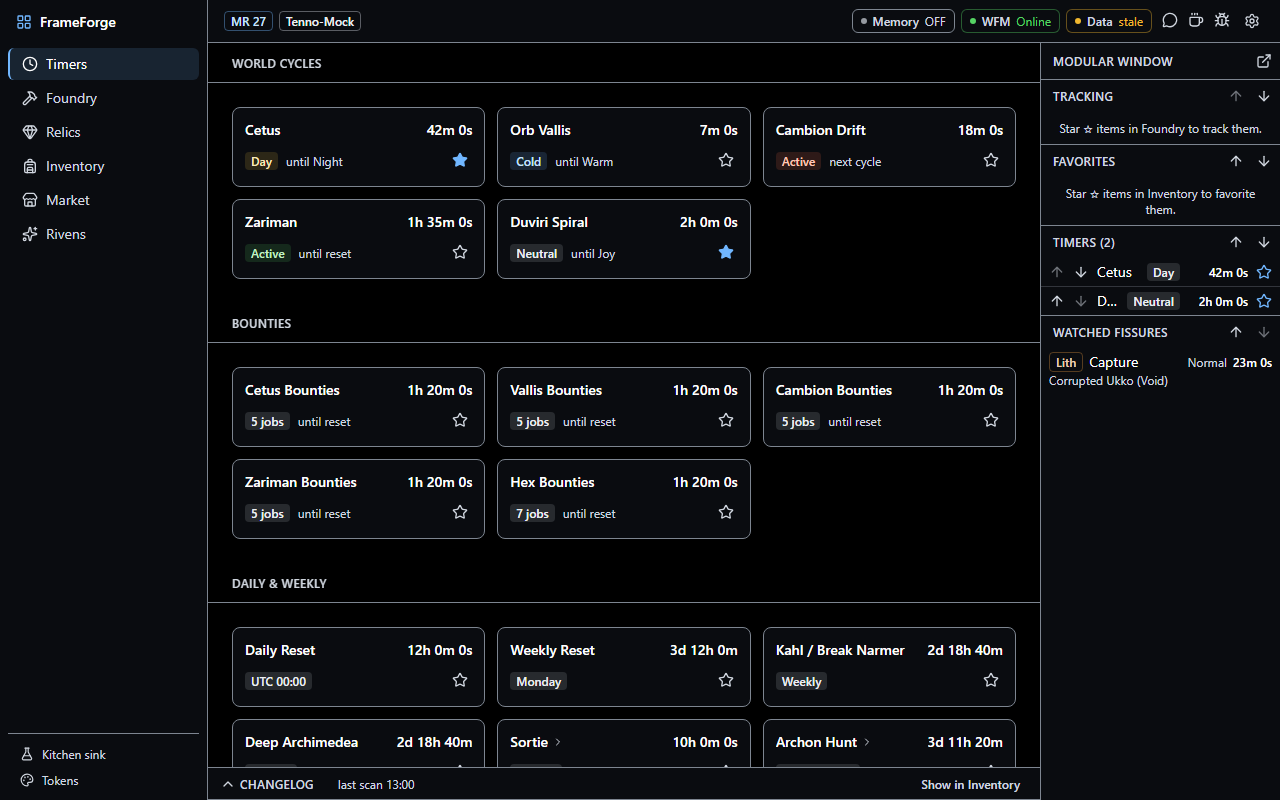 FrameForge
MR 27
Tenno-Mock
Memory OFF
WFM Online
Data stale
Timers
Foundry
Relics
Inventory
Market
Rivens
Kitchen sink
Tokens
WORLD CYCLES
Cetus 42m 0s
Day until Night
Orb Vallis 7m 0s
Cold until Warm
Cambion Drift 18m 0s
Active next cycle
Zariman 1h 35m 0s
Active until reset
Duviri Spiral 2h 0m 0s
Neutral until Joy
BOUNTIES
Cetus Bounties 1h 20m 0s
5 jobs until reset
Vallis Bounties 1h 20m 0s
5 jobs until reset
Cambion Bounties 1h 20m 0s
5 jobs until reset
Zariman Bounties 1h 20m 0s
5 jobs until reset
Hex Bounties 1h 20m 0s
7 jobs until reset
DAILY & WEEKLY
Daily Reset 12h 0m 0s
UTC 00:00
Weekly Reset 3d 12h 0m
Monday
Kahl / Break Narmer 2d 18h 40m
Weekly
Deep Archimedea 2d 18h 40m
Sortie 10h 0m 0s
Archon Hunt 3d 11h 20m
CHANGELOG last scan 13:00 Show in Inventory
MODULAR WINDOW
TRACKING
Star ☆ items in Foundry to track them.
FAVORITES
Star ☆ items in Inventory to favorite
them.
TIMERS (2)
Cetus Day 42m 0s
D... Neutral 2h 0m 0s
WATCHED FISSURES
Lith Capture Normal 23m 0s
Corrupted Ukko (Void)